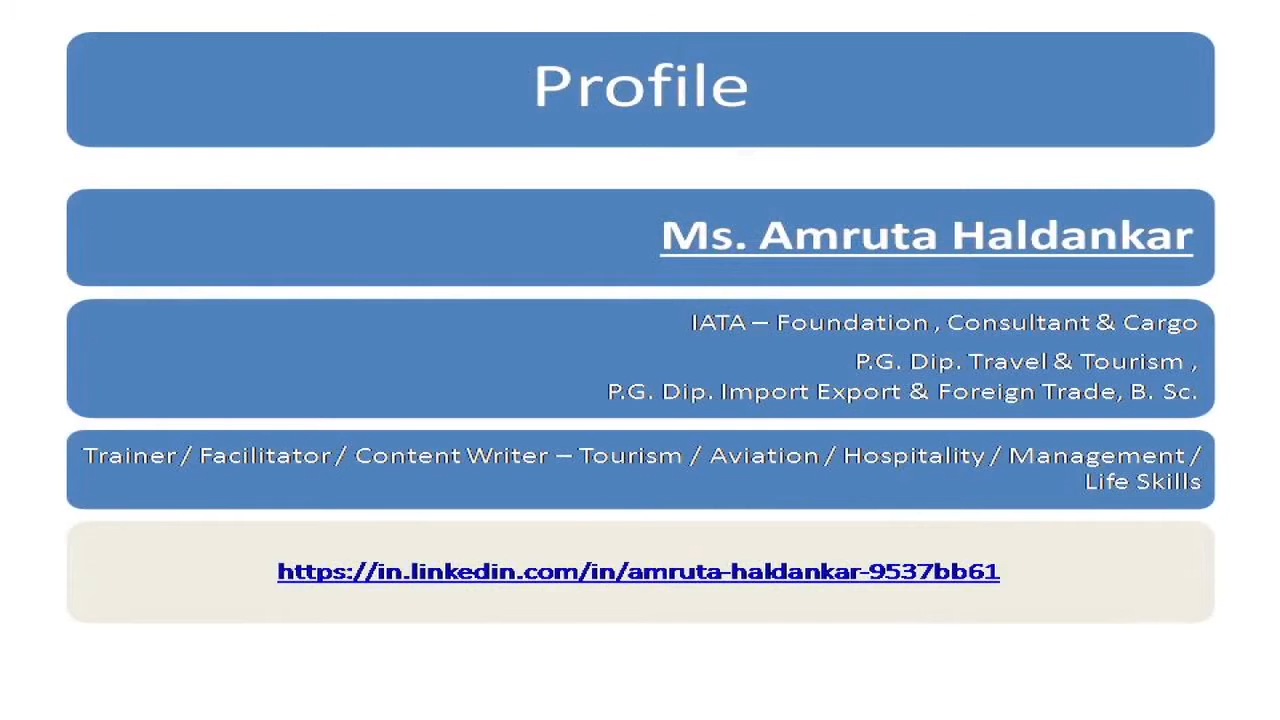 Profile
Ms. Amruta Haldankar
IATA – Foundation , Consultant & Cargo
P.G. Dip. Travel & Tourism ,
P.G. Dip. Import Export & Foreign Trade, B. Sc.
Trainer / Facilitator / Content Writer – Tourism / Aviation / Hospitality / Management /
Life Skills
https://in.linkedin.com/in/amruta-haldankar-9537bb61